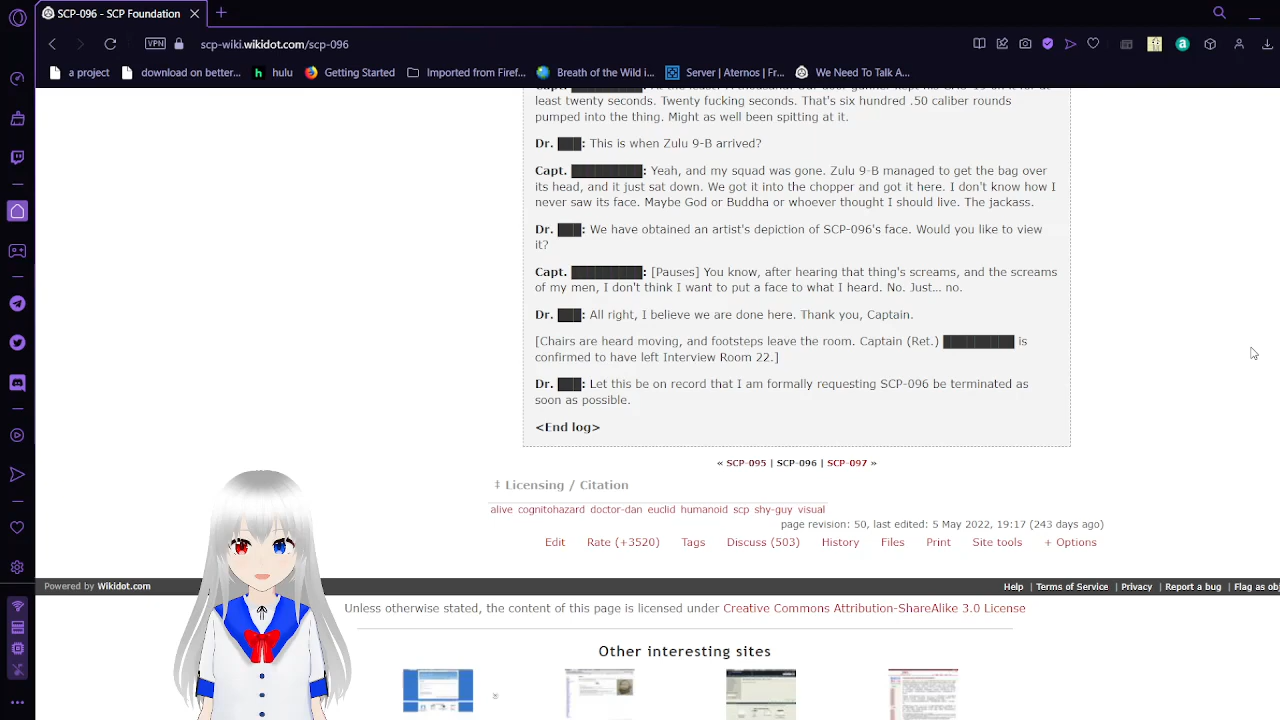 SCP-096 - SCP Foundation
VPN
scp-wiki.wikidot.com/scp-096
a project
download on better...
hulu
Getting Started
Imported from Firef...
Breath of the Wild i...
Server | Aternos | Fr...
We Need To Talk A...
least twenty seconds. Twenty fucking seconds. That's six hundred .50 caliber rounds
pumped into the thing. Might as well been spitting at it.
Dr. ███: This is when Zulu 9-B arrived?
Capt. █████████: Yeah, and my squad was gone. Zulu 9-B managed to get the bag over
its head, and it just sat down. We got it into the chopper and got it here. I don't know how I
never saw its face. Maybe God or Buddha or whoever thought I should live. The jackass.
Dr. ███: We have obtained an artist's depiction of SCP-096's face. Would you like to view
it?
Capt. █████████: [Pauses] You know, after hearing that thing's screams, and the screams
of my men, I don't think I want to put a face to what I heard. No. Just... no.
Dr. ███: All right, I believe we are done here. Thank you, Captain.
[Chairs are heard moving, and footsteps leave the room. Captain (Ret.) █████████ is
confirmed to have left Interview Room 22.]
Dr. ███: Let this be on record that I am formally requesting SCP-096 be terminated as
soon as possible.
<End log>
« SCP-095 | SCP-096 | SCP-097 »
‡ Licensing / Citation
alive cognitohazard doctor-dan euclid humanoid scp shy-guy visual
page revision: 50, last edited: 5 May 2022, 19:17 (243 days ago)
Edit Rate (+3520) Tags Discuss (503) History Files Print Site tools + Options
Powered by Wikidot.com
Help | Terms of Service | Privacy | Report a bug | Flag as obj
Unless otherwise stated, the content of this page is licensed under Creative Commons Attribution-ShareAlike 3.0 License
Other interesting sites